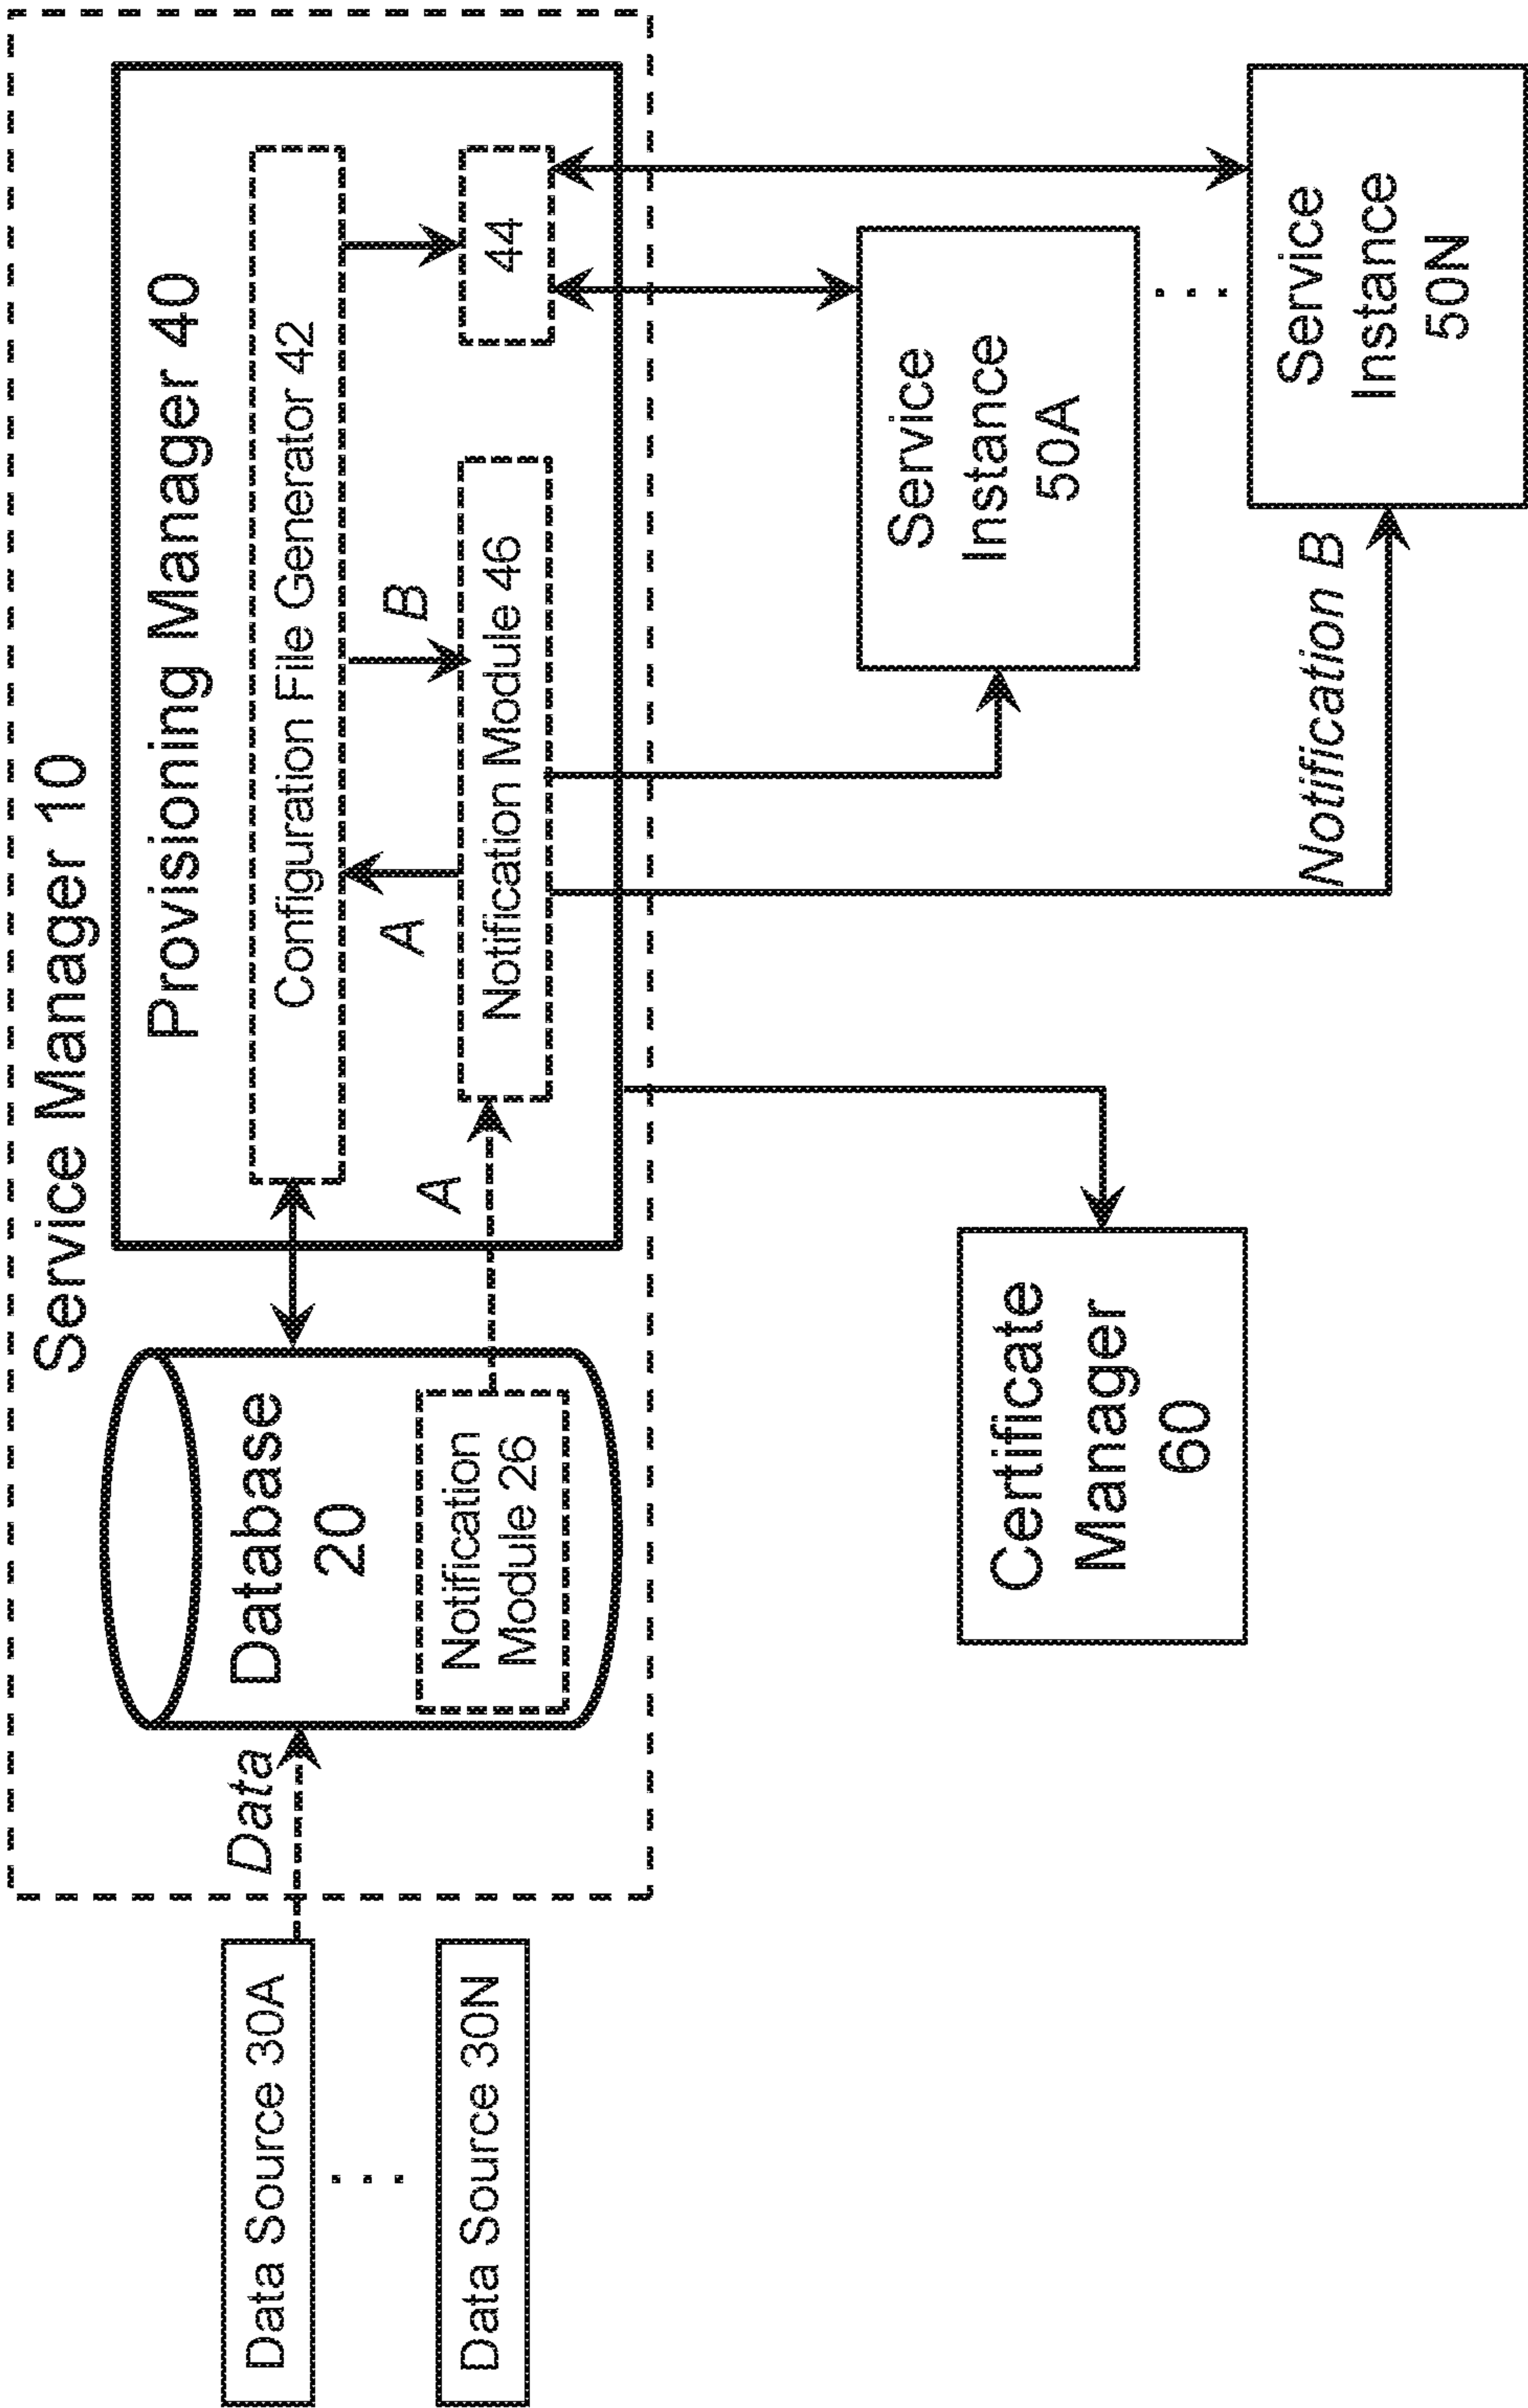 Service Manager 10
Provisioning Manager 40
Configuration File Generator 42
A
B
Notification Module 46
44
A
Database
20
Notification
Module 26
Data
Data Source 30A
...
Data Source 30N
Certificate
Manager
60
Service
Instance
50A
...
Notification B
Service
Instance
50N